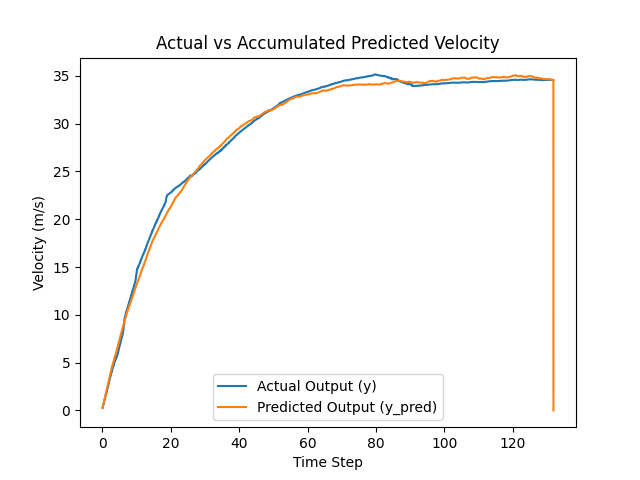 Actual vs Accumulated Predicted Velocity
Velocity (m/s)
35
30
25
20
15
10
5
0
Actual Output (y)
Predicted Output (y_pred)
0 20 40 60 80 100 120
Time Step